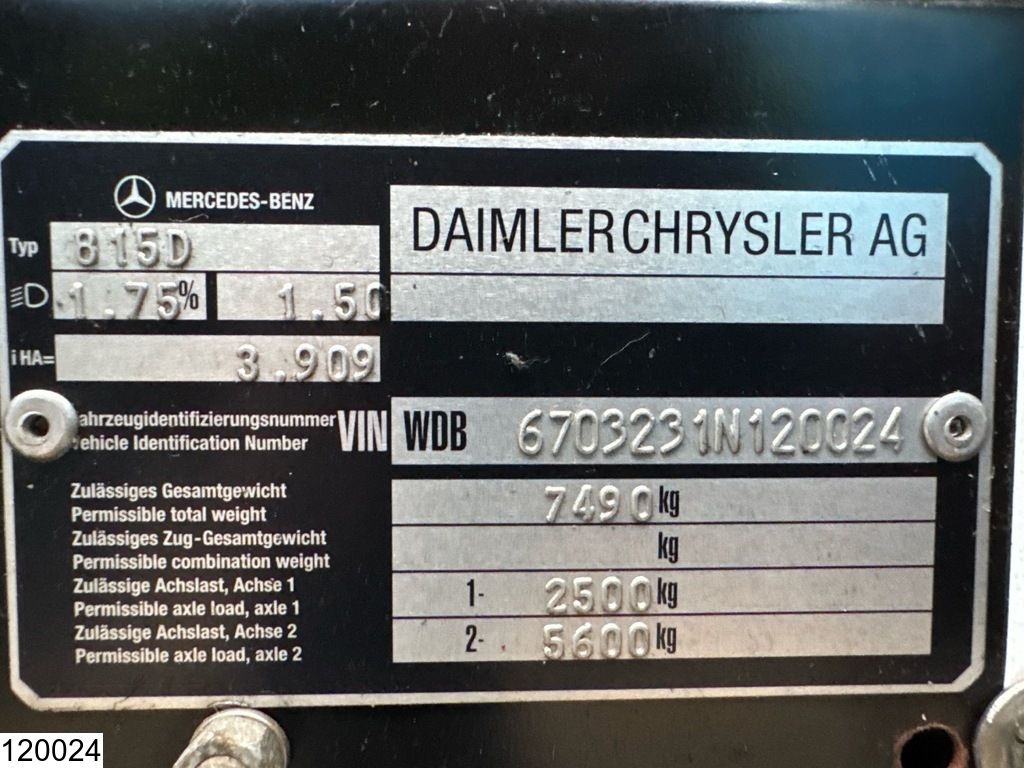 MERCEDES-BENZ
DAIMLERCHRYSLER AG
Typ 815D
1.75% 1.50
i HA= 3.909
Fahrzeugidentifizierungsnummer
Vehicle Identification Number
VIN WDB 6703231N120024
Zulässiges Gesamtgewicht
Permissible total weight
7490 kg
Zulässiges Zug-Gesamtgewicht
Permissible combination weight
kg
Zulässige Achslast, Achse 1
Permissible axle load, axle 1
1- 2500 kg
Zulässige Achslast, Achse 2
Permissible axle load, axle 2
2- 5600 kg
120024